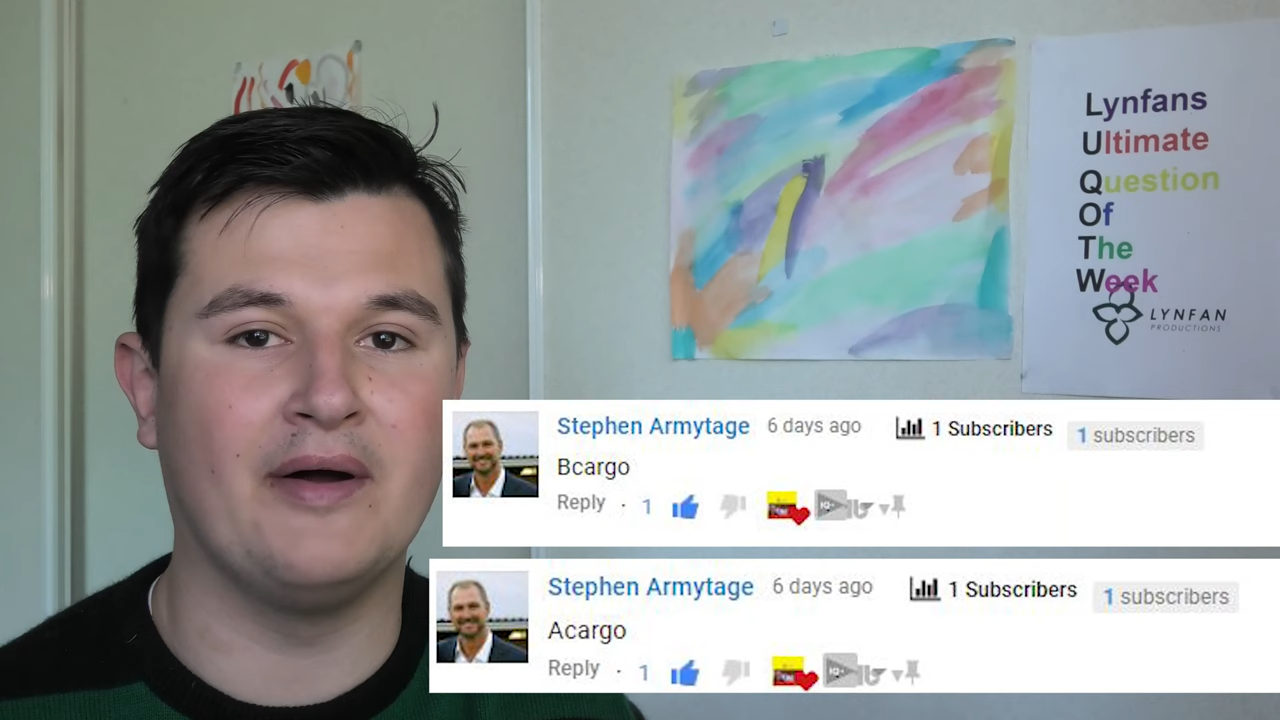 Lynfans
Ultimate
Question
Of
The
Week
LYNFAN
PRODUCTIONS
Stephen Armytage 6 days ago 1 Subscribers 1 subscribers
Bcargo
Reply · 1
Stephen Armytage 6 days ago 1 Subscribers 1 subscribers
Acargo
Reply · 1